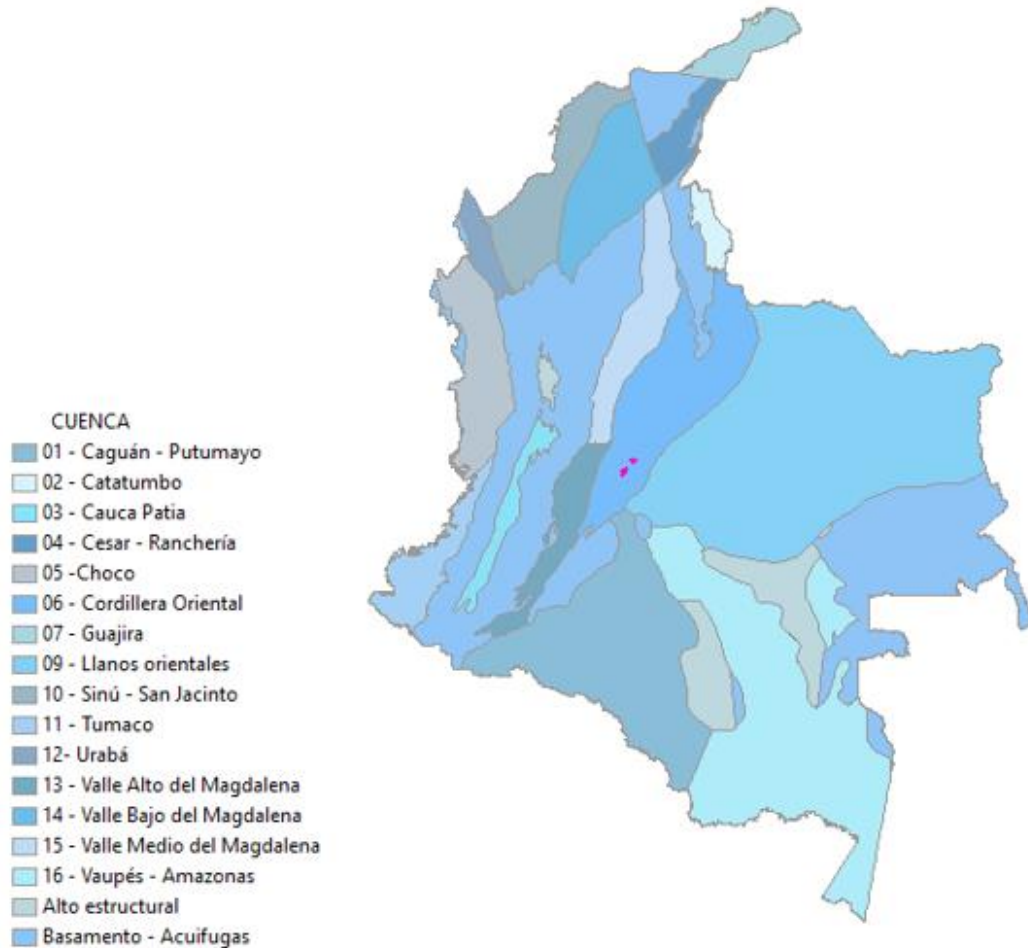 CUENCA
01 - Caguán - Putumayo
02 - Catatumbo
03 - Cauca Patia
04 - Cesar - Ranchería
05 -Choco
06 - Cordillera Oriental
07 - Guajira
09 - Llanos orientales
10 - Sinú - San Jacinto
11 - Tumaco
12- Urabá
13 - Valle Alto del Magdalena
14 - Valle Bajo del Magdalena
15 - Valle Medio del Magdalena
16 - Vaupés - Amazonas
Alto estructural
Basamento - Acuifugas